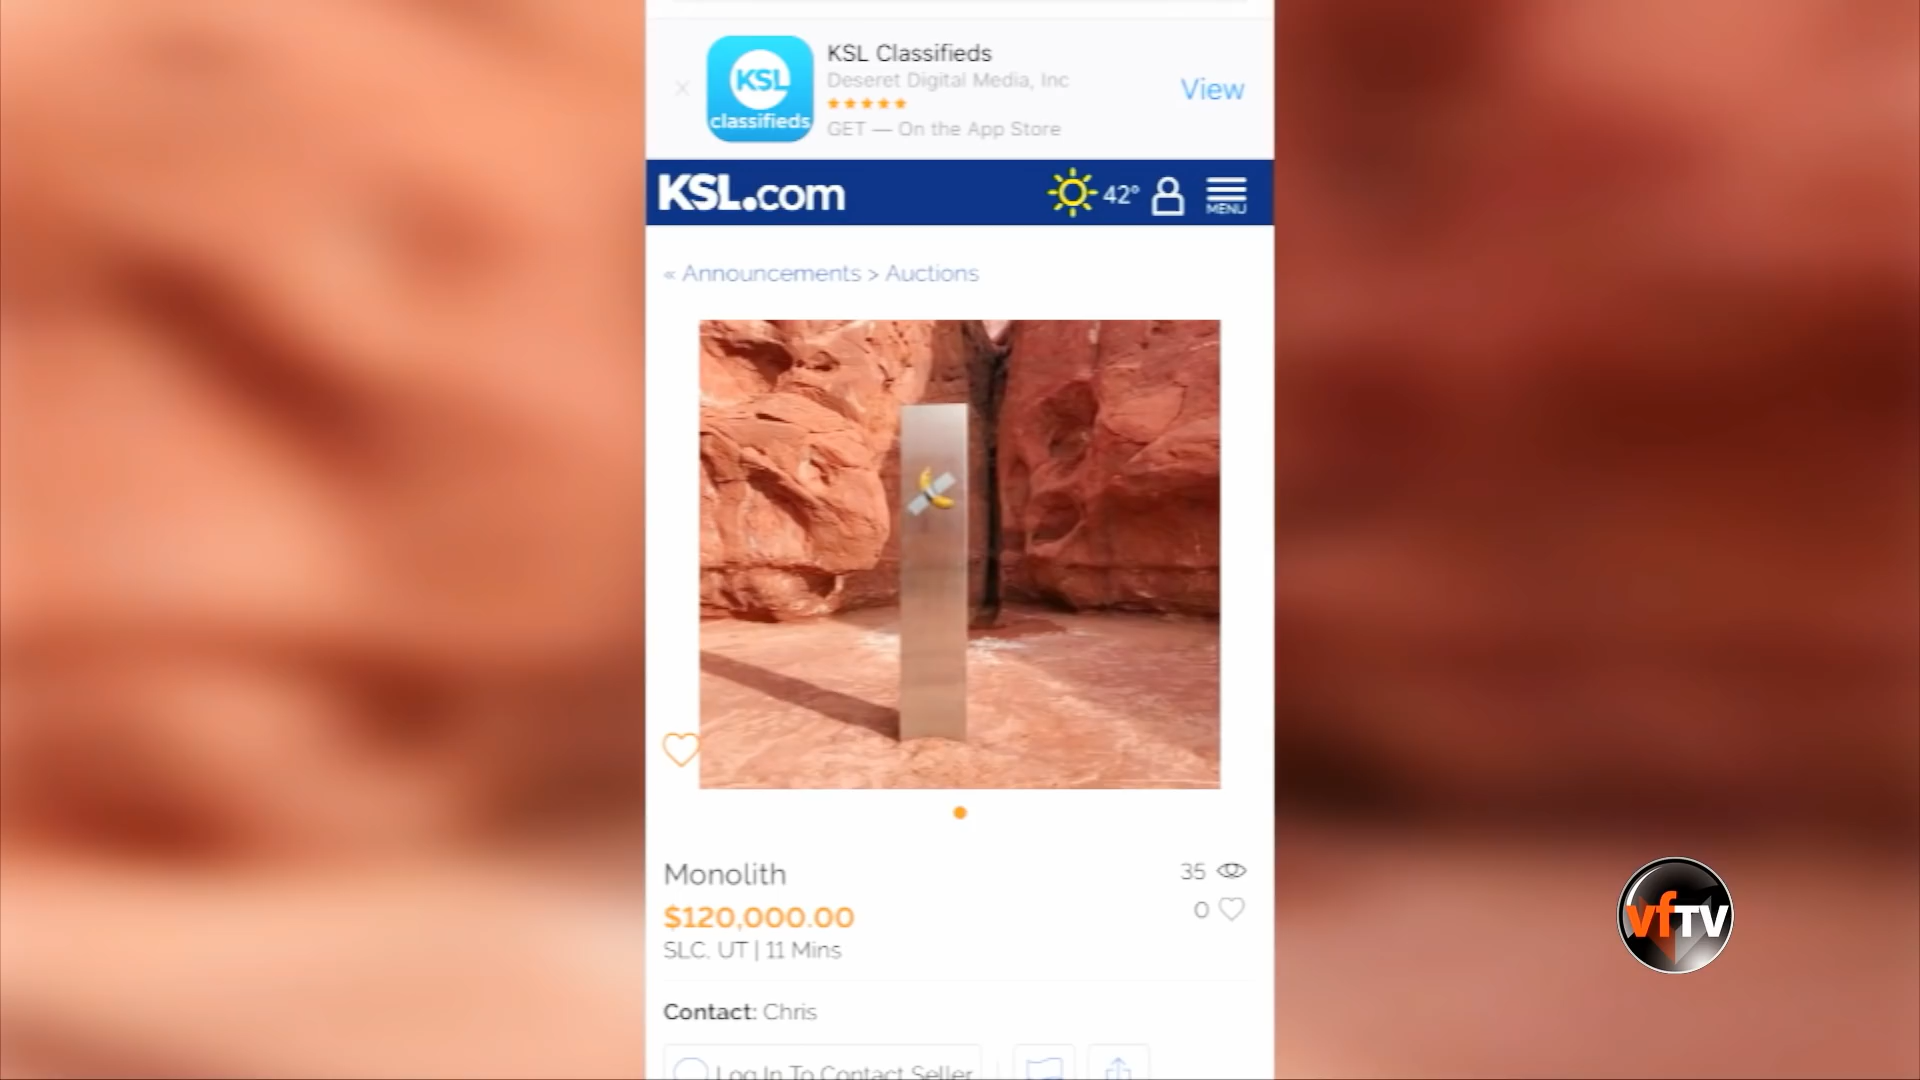 KSL Classifieds
Deseret Digital Media, Inc
GET — On the App Store
View
KSL
classifieds
KSL.com
42°
MENU
« Announcements > Auctions
Monolith
35
$120,000.00
0
SLC, UT | 11 Mins
Contact: Chris
Log In To Contact Seller
vfTV